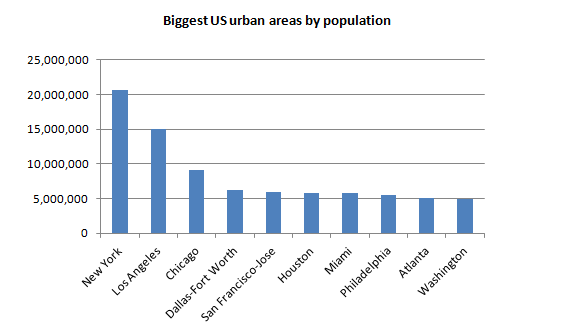 Biggest US urban areas by population
25,000,000
20,000,000
15,000,000
10,000,000
5,000,000
0
New York
Los Angeles
Chicago
Dallas-Fort Worth
San Francisco-Jose
Houston
Miami
Philadelphia
Atlanta
Washington